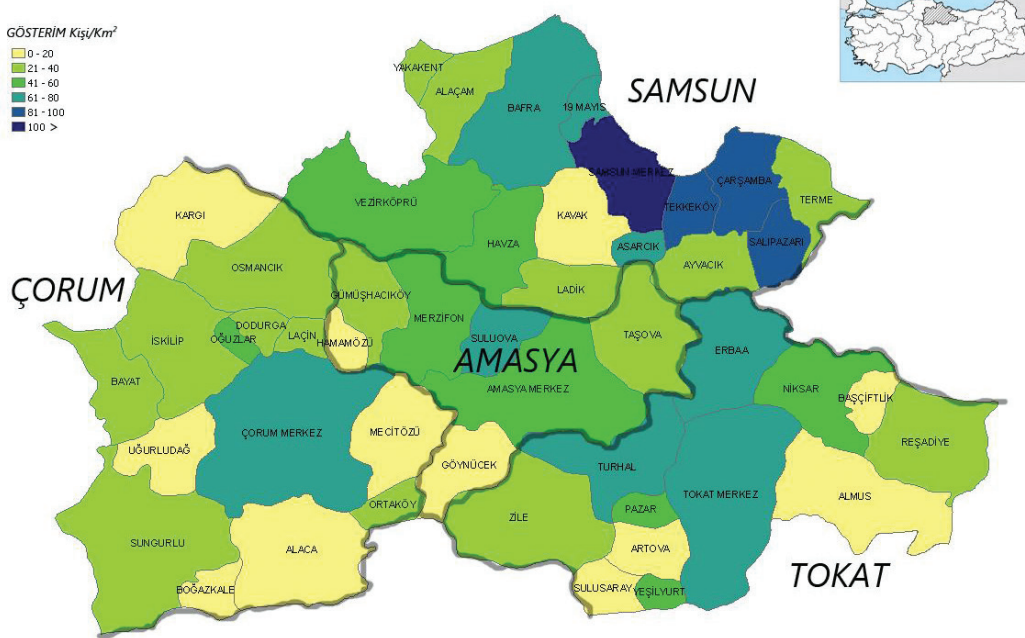 GÖSTERİM Kişi/Km²
0 - 20
21 - 40
41 - 60
61 - 80
81 - 100
100 >
SAMSUN
YAKAKENT
ALAÇAM
BAFRA
19 MAYIS
SAMSUN MERKEZ
TEKKEKÖY
ÇARŞAMBA
TERME
SALIPAZARI
VEZİRKÖPRÜ
HAVZA
KAVAK
ASARCIK
AYVACIK
LADİK
ÇORUM
KARGI
OSMANCIK
İSKİLİP
OĞUZLAR
DODURGA
LAÇİN
BAYAT
UĞURLUDAĞ
ÇORUM MERKEZ
MECİTÖZÜ
ORTAKÖY
SUNGURLU
BOĞAZKALE
ALACA
AMASYA
GÜMÜŞHACIKÖY
HAMAMÖZÜ
MERZİFON
SULUOVA
TAŞOVA
AMASYA MERKEZ
GÖYNÜCEK
TOKAT
ERBAA
NİKSAR
BAŞÇİFTLİK
REŞADİYE
ALMUS
TOKAT MERKEZ
TURHAL
PAZAR
ZİLE
ARTOVA
SULUSARAY
YEŞİLYURT